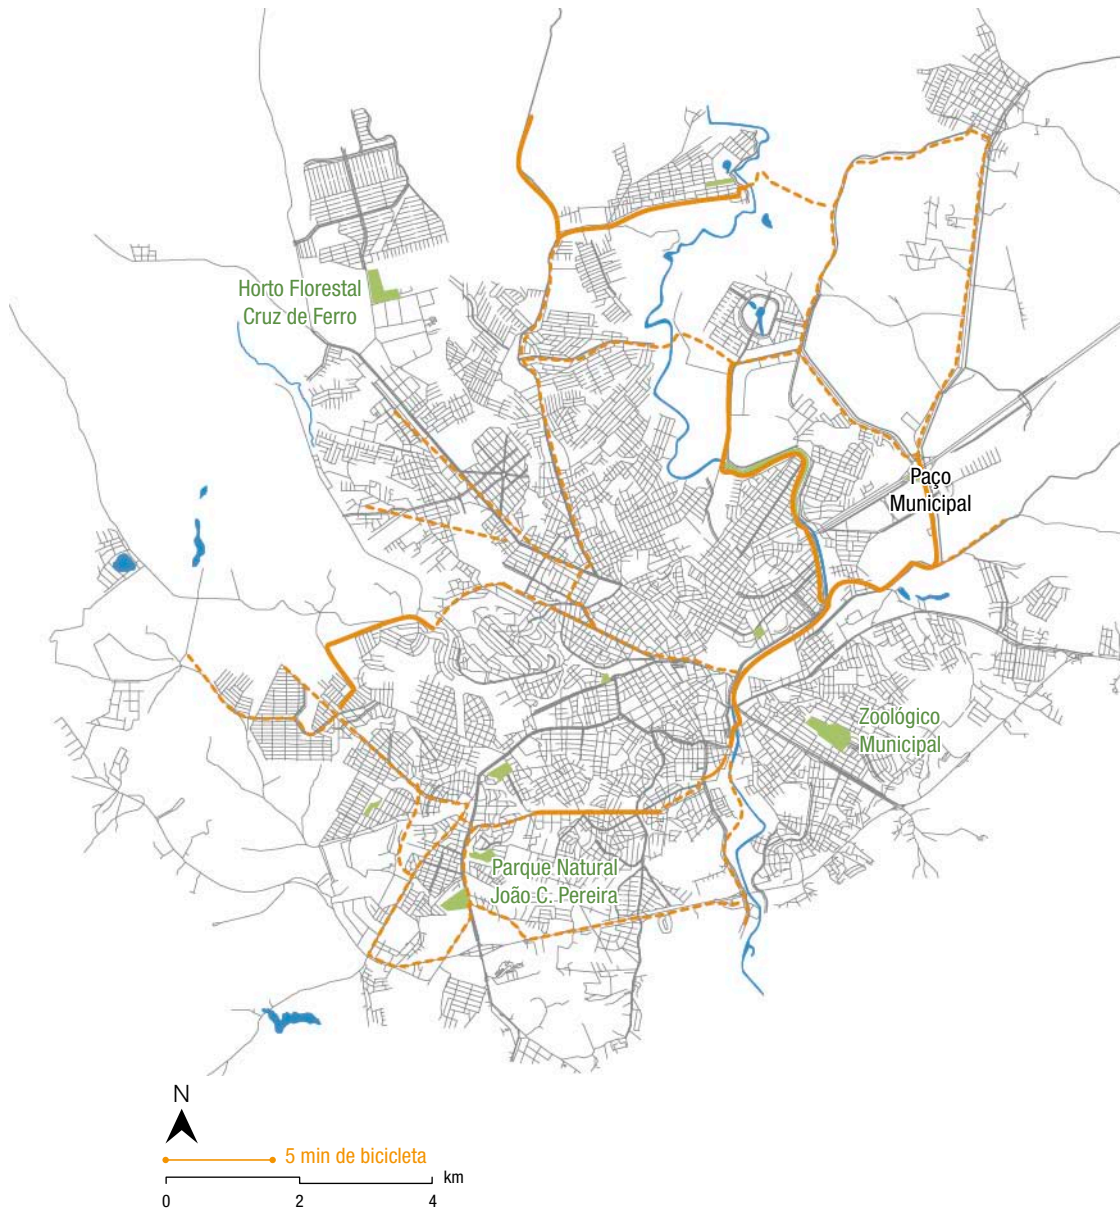 Horto Florestal
Cruz de Ferro
Paço
Municipal
Zoológico
Municipal
Parque Natural
João C. Pereira
N
5 min de bicicleta
km
0 2 4